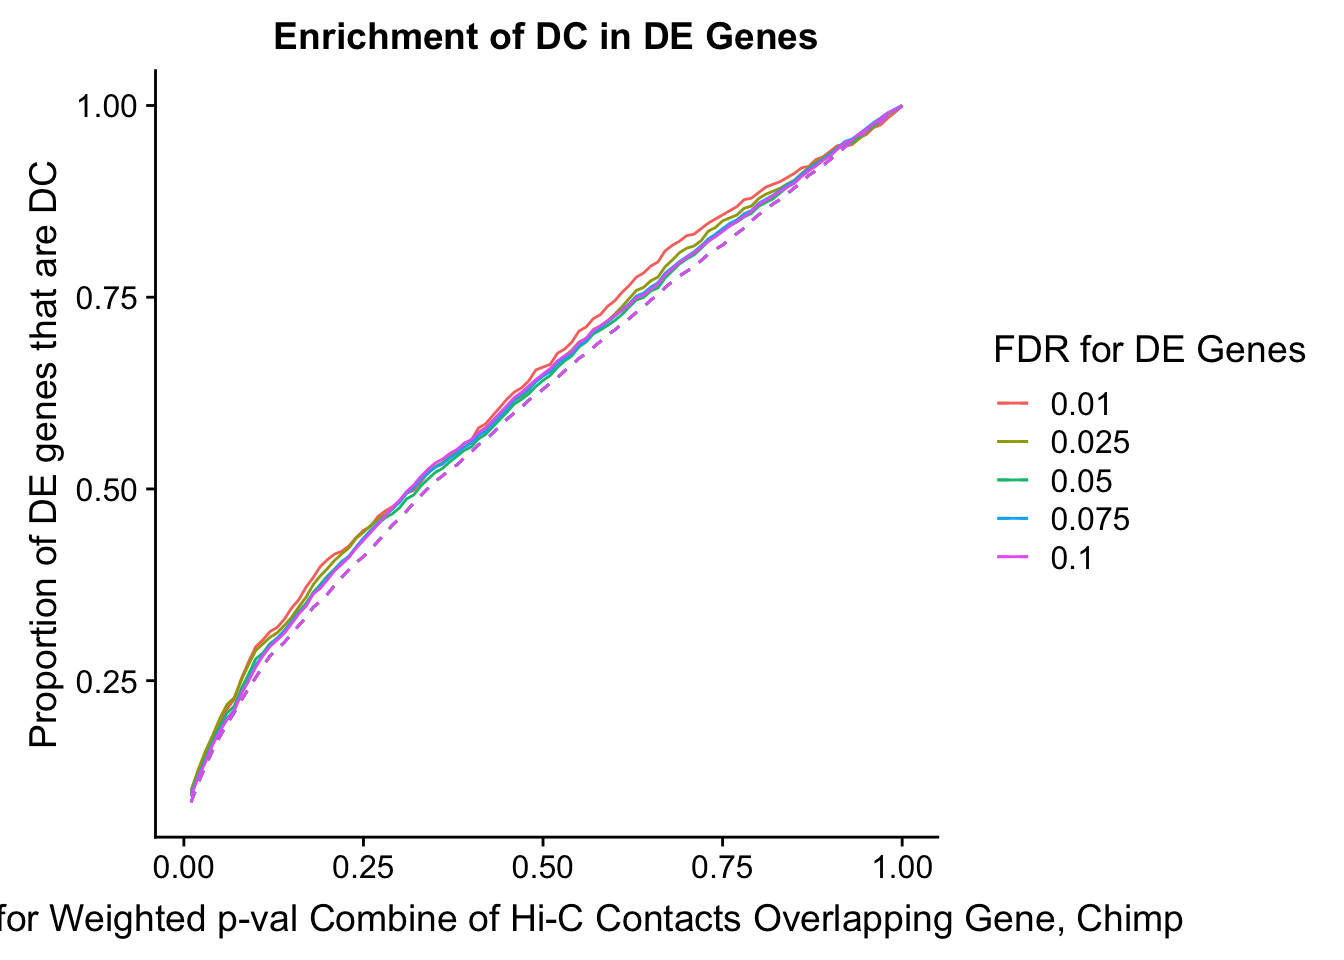 Enrichment of DC in DE Genes
Proportion of DE genes that are DC
1.00
0.75
0.50
0.25
0.00 0.25 0.50 0.75 1.00
for Weighted p-val Combine of Hi-C Contacts Overlapping Gene, Chimp
FDR for DE Genes
0.01
0.025
0.05
0.075
0.1